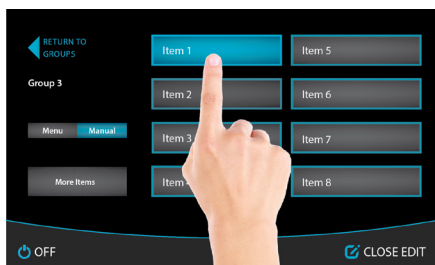 RETURN TO
GROUPS
Group 3
Menu Manual
More Items
Item 1
Item 2
Item 3
Item 5
Item 6
Item 7
Item 8
OFF
CLOSE EDIT